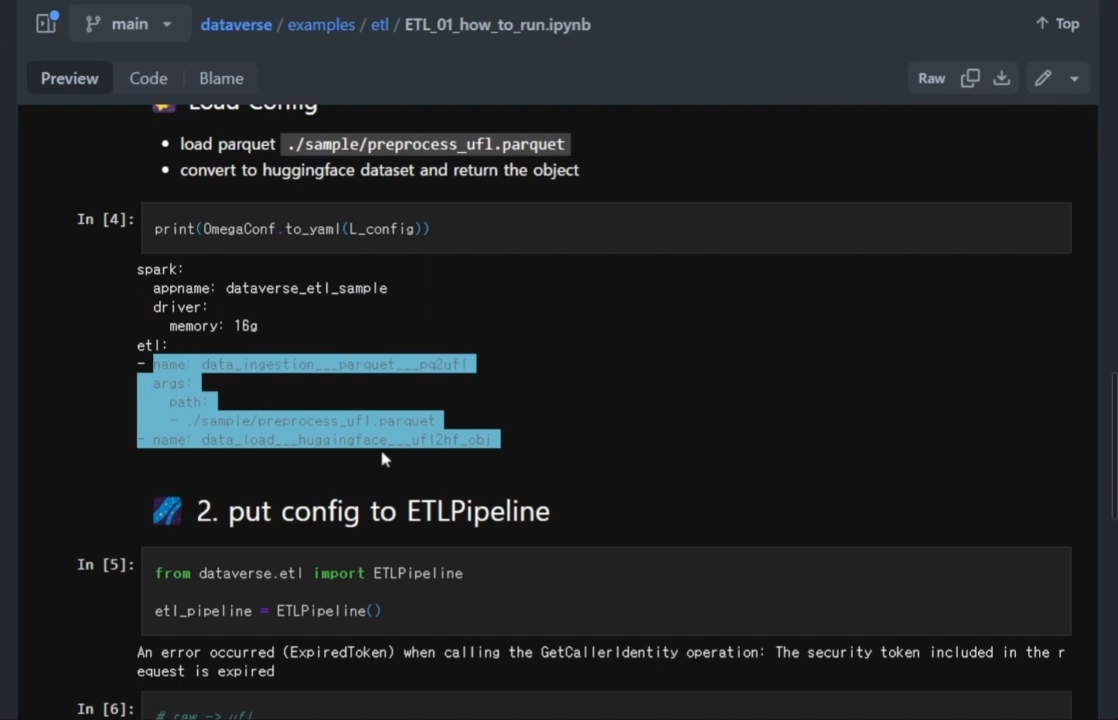 main
dataverse / examples / etl / ETL_01_how_to_run.ipynb
Top
Preview
Code
Blame
Raw
Load Config
load parquet ./sample/preprocess_ufl.parquet
convert to huggingface dataset and return the object
In [4]:
print(OmegaConf.to_yaml(L_config))
spark:
appname: dataverse_etl_sample
driver:
memory: 16g
etl:
- name: data_ingestion___parquet___pq2ufl
args:
path:
- ./sample/preprocess_ufl.parquet
- name: data_load___huggingface___ufl2hf_obj
2. put config to ETLPipeline
In [5]:
from dataverse.etl import ETLPipeline
etl_pipeline = ETLPipeline()
An error occurred (ExpiredToken) when calling the GetCallerIdentity operation: The security token included in the r
equest is expired
In [6]:
# raw -> ufl